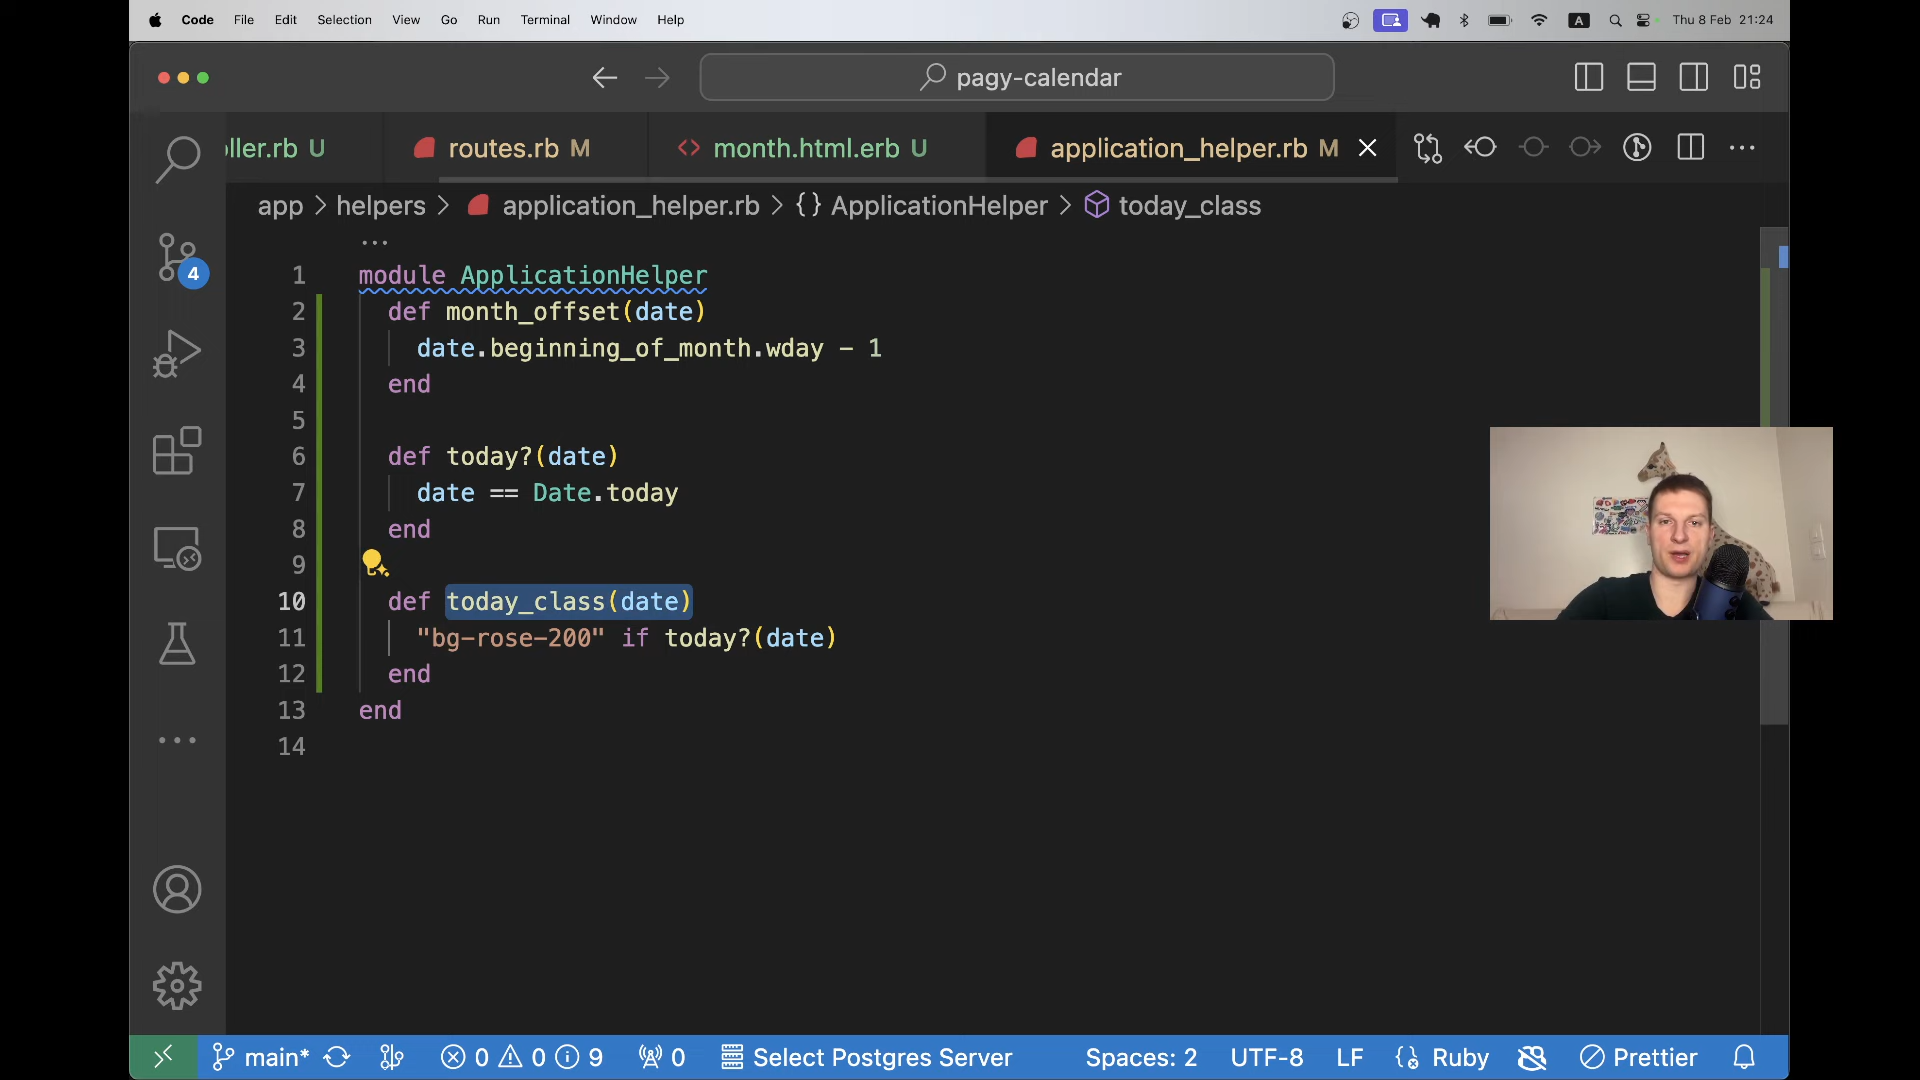 Code File Edit Selection View Go Run Terminal Window Help A Thu 8 Feb 21:24
pagy-calendar
ller.rb U routes.rb M <> month.html.erb U application_helper.rb M
app > helpers > application_helper.rb > {} ApplicationHelper > today_class
...
4
1 module ApplicationHelper
2 def month_offset(date)
3 date.beginning_of_month.wday - 1
4 end
5
6 def today?(date)
7 date == Date.today
8 end
9
10 def today_class(date)
11 "bg-rose-200" if today?(date)
12 end
13 end
14
main* 0 0 9 0 Select Postgres Server Spaces: 2 UTF-8 LF Ruby Prettier